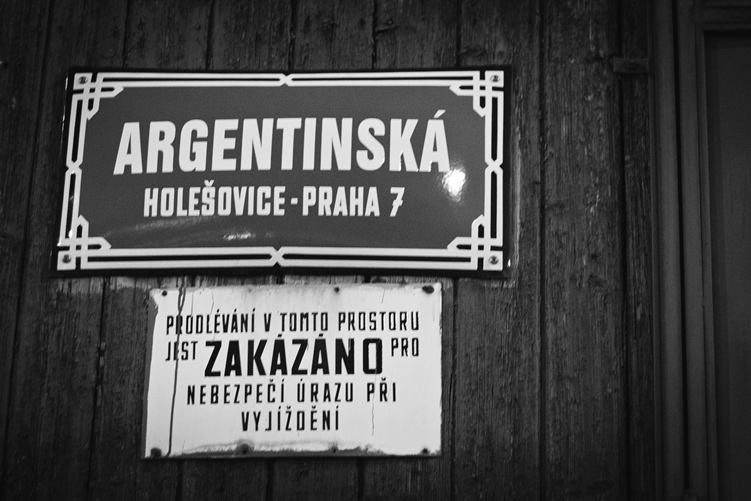 ARGENTINSKÁ
HOLEŠOVICE-PRAHA 7
PRODLÉVÁNÍ V TOMTO PROSTORU
JEST ZAKÁZÁNO PRO
NEBEZPEČÍ ÚRAZU PŘI
VYJÍŽDĚNÍ